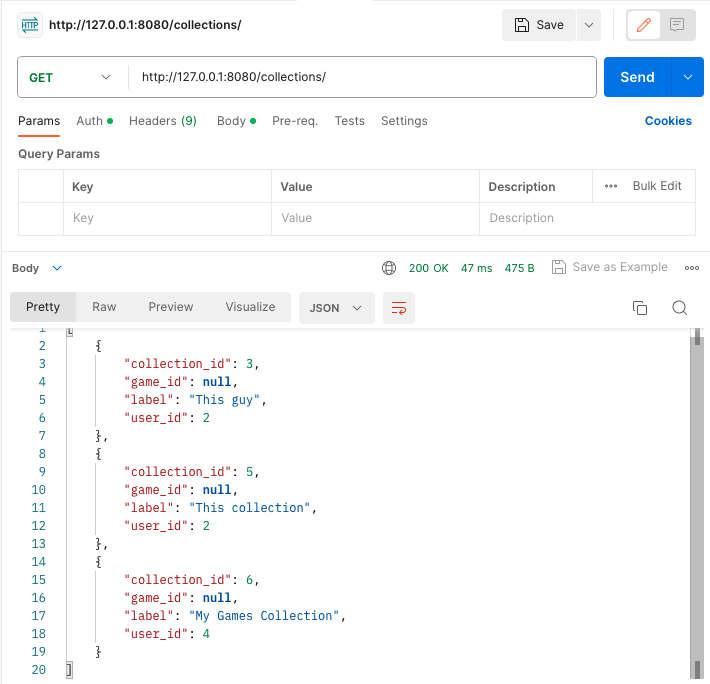 HTTP http://127.0.0.1:8080/collections/ Save
GET http://127.0.0.1:8080/collections/ Send
Params Auth Headers (9) Body Pre-req. Tests Settings Cookies
Query Params
Key Value Description ••• Bulk Edit
Key Value Description
Body 200 OK 47 ms 475 B Save as Example
Pretty Raw Preview Visualize JSON
1 [
2 {
3 "collection_id": 3,
4 "game_id": null,
5 "label": "This guy",
6 "user_id": 2
7 },
8 {
9 "collection_id": 5,
10 "game_id": null,
11 "label": "This collection",
12 "user_id": 2
13 },
14 {
15 "collection_id": 6,
16 "game_id": null,
17 "label": "My Games Collection",
18 "user_id": 4
19 }
20 ]